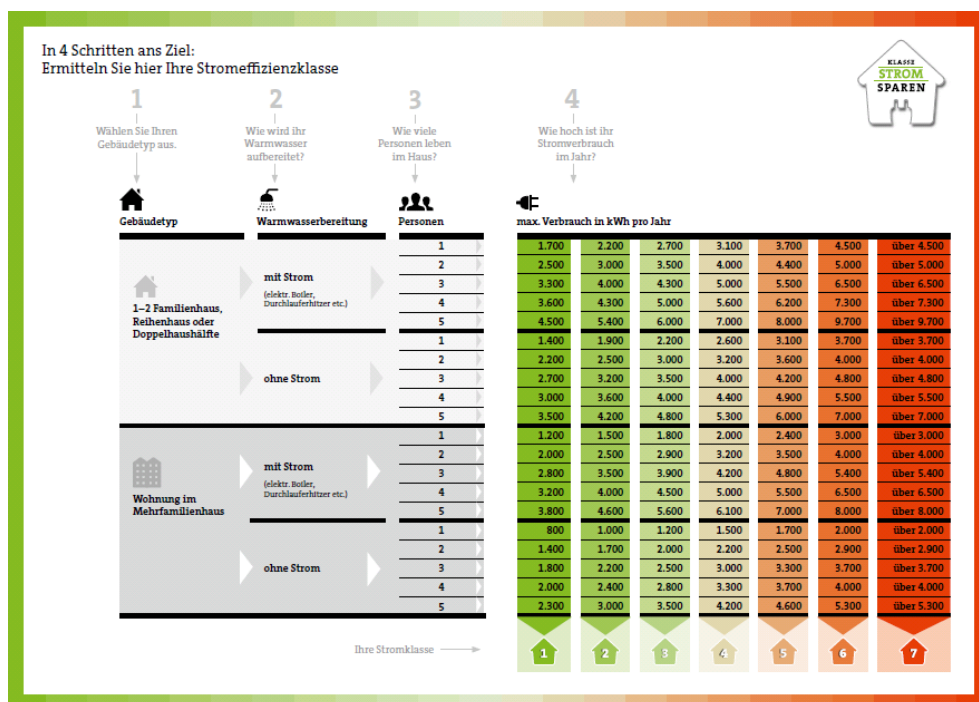 In 4 Schritten ans Ziel:
Ermitteln Sie hier Ihre Stromeffizienzklasse
KLASSE
STROM
SPAREN
1
Wählen Sie Ihren
Gebäudetyp aus.
2
Wie wird ihr
Warmwasser
aufbereitet?
3
Wie viele
Personen leben
im Haus?
4
Wie hoch ist ihr
Stromverbrauch
im Jahr?
Gebäudetyp Warmwasserbereitung Personen max. Verbrauch in kWh pro Jahr
1–2 Familienhaus,
Reihenhaus oder
Doppelhaushälfte
mit Strom
(elektr. Boiler,
Durchlauferhitzer etc.)
1 1.700 2.200 2.700 3.100 3.700 4.500 über 4.500
2 2.500 3.000 3.500 4.000 4.400 5.000 über 5.000
3 3.300 4.000 4.300 5.000 5.500 6.500 über 6.500
4 3.600 4.300 5.000 5.600 6.200 7.300 über 7.300
5 4.500 5.400 6.000 7.000 8.000 9.700 über 9.700
ohne Strom
1 1.400 1.900 2.200 2.600 3.100 3.700 über 3.700
2 2.200 2.500 3.000 3.200 3.600 4.000 über 4.000
3 2.700 3.200 3.500 4.000 4.200 4.800 über 4.800
4 3.000 3.600 4.000 4.400 4.900 5.500 über 5.500
5 3.500 4.200 4.800 5.300 6.000 7.000 über 7.000
Wohnung im
Mehrfamilienhaus
mit Strom
(elektr. Boiler,
Durchlauferhitzer etc.)
1 1.200 1.500 1.800 2.000 2.400 3.000 über 3.000
2 2.000 2.500 2.900 3.200 3.500 4.000 über 4.000
3 2.800 3.500 3.900 4.200 4.800 5.400 über 5.400
4 3.200 4.000 4.500 5.000 5.500 6.500 über 6.500
5 3.800 4.600 5.600 6.100 7.000 8.000 über 8.000
ohne Strom
1 800 1.000 1.200 1.500 1.700 2.000 über 2.000
2 1.400 1.700 2.000 2.200 2.500 2.900 über 2.900
3 1.800 2.200 2.500 3.000 3.300 3.700 über 3.700
4 2.000 2.400 2.800 3.300 3.700 4.000 über 4.000
5 2.300 3.000 3.500 4.200 4.600 5.300 über 5.300
Ihre Stromklasse 1 2 3 4 5 6 7